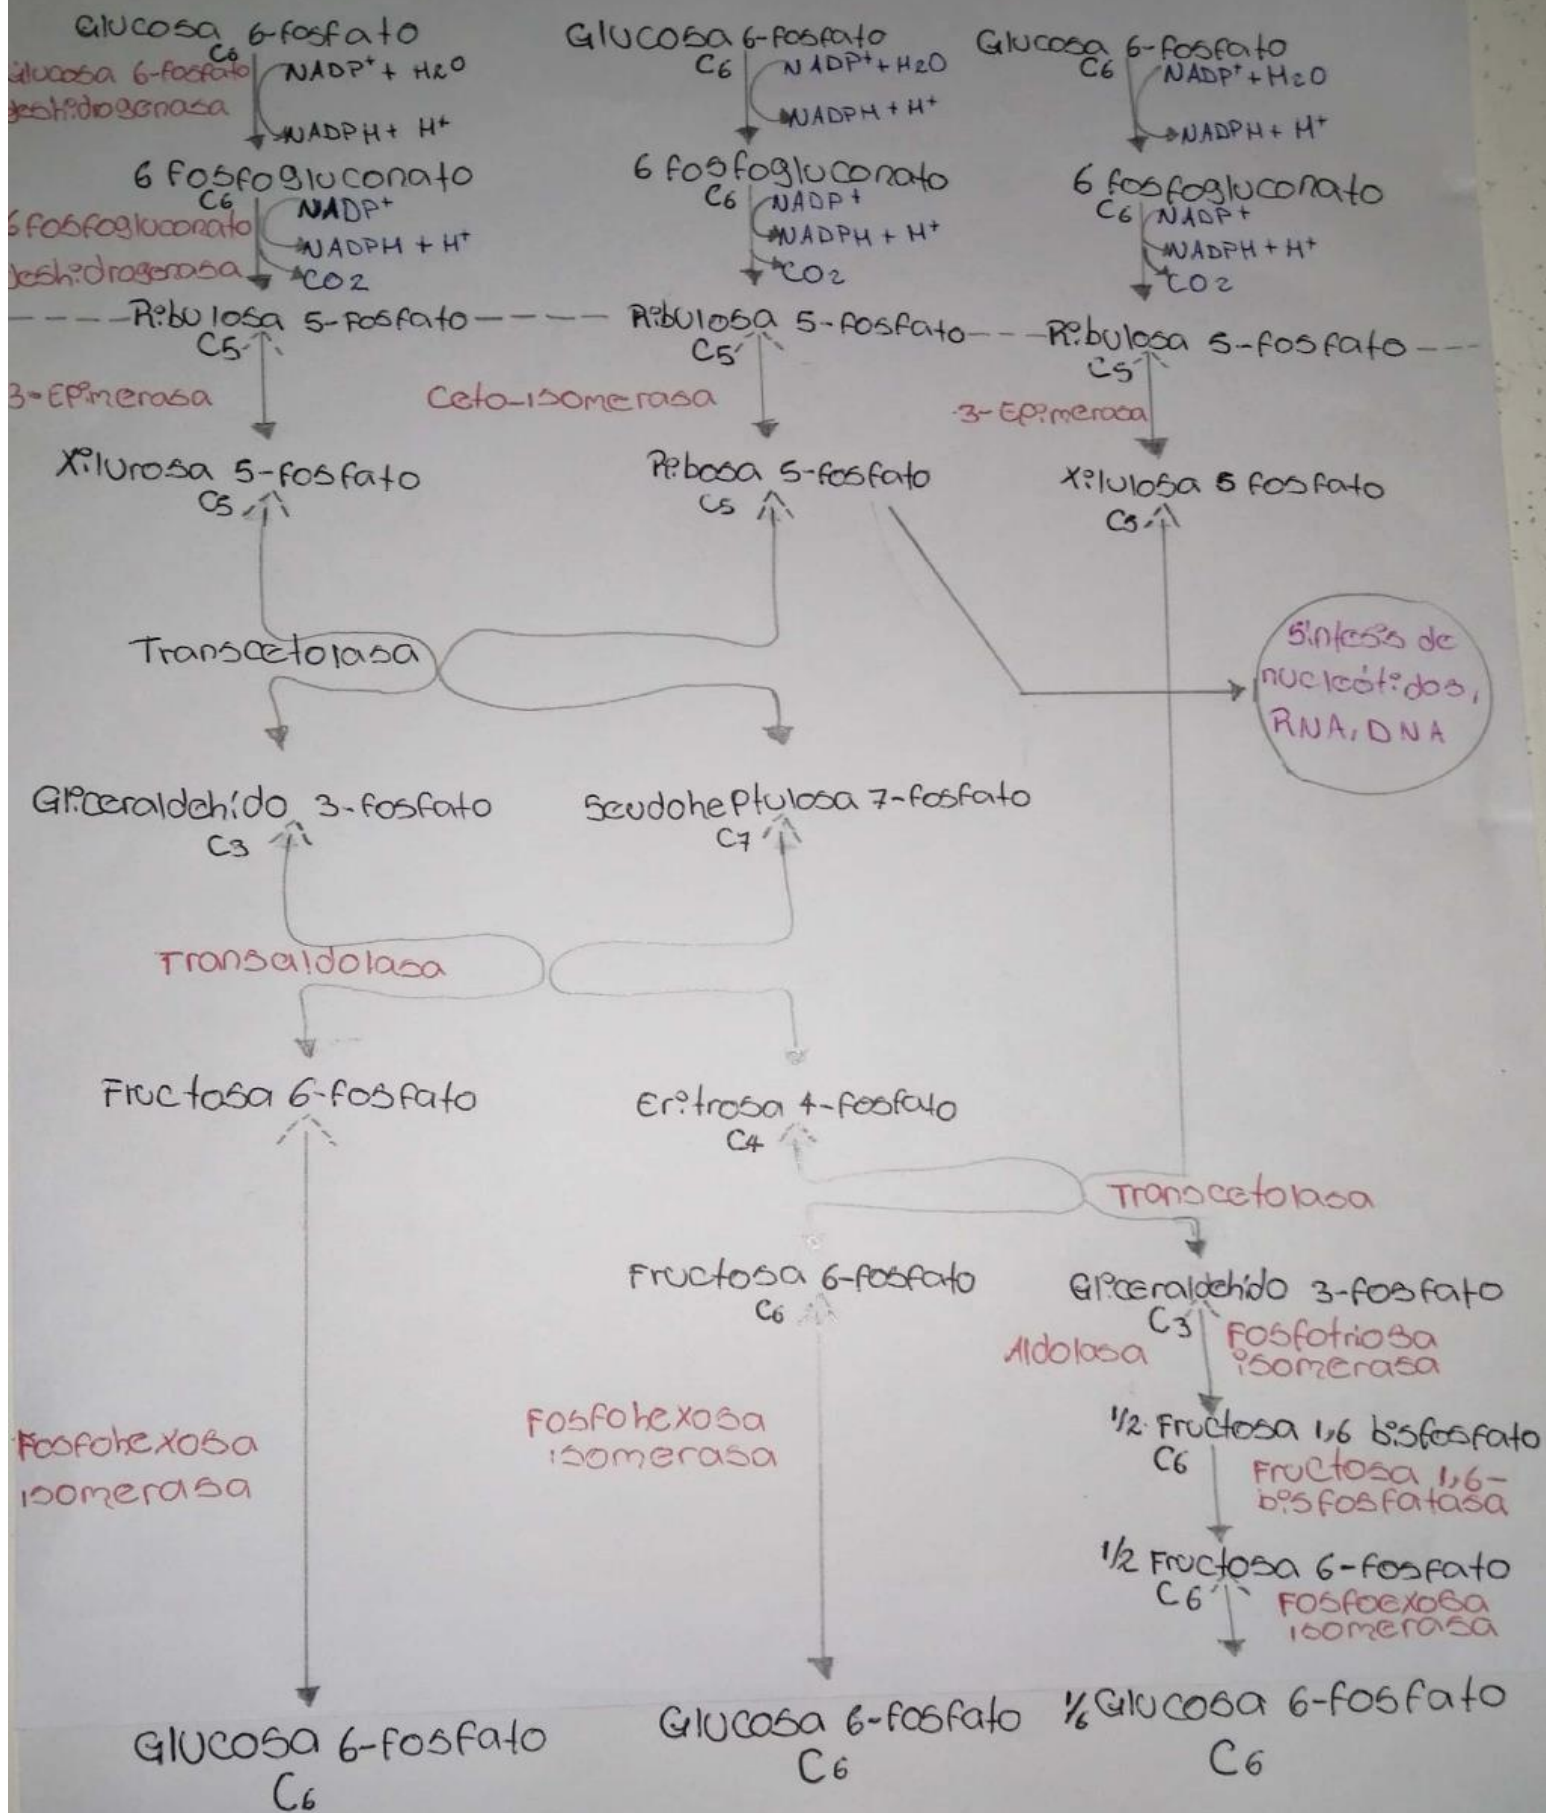 Glucosa 6-fosfato
C6
Glucosa 6-fosfato
deshidrogenasa
NADP+ + H2O
NADPH + H+
6 fosfogluconato
C6
6 fosfogluconato
deshidrogenasa
NADP+
NADPH + H+
CO2
Ribulosa 5-fosfato
C5
3-Epimerasa
Xilurosa 5-fosfato
C5
Glucosa 6-fosfato
C6
NADP+ + H2O
NADPH + H+
6 fosfogluconato
C6
NADP+
NADPH + H+
CO2
Ribulosa 5-fosfato
C5
Ceto-isomerasa
Ribosa 5-fosfato
C5
Glucosa 6-fosfato
C6
NADP+ + H2O
NADPH + H+
6 fosfogluconato
C6
NADP+
NADPH + H+
CO2
Ribulosa 5-fosfato
C5
3-Epimerasa
Xilulosa 5 fosfato
C5
Síntesis de
nucleótidos,
RNA, DNA
Transcetolasa
Gliceraldehído 3-fosfato
C3
Seudoheptulosa 7-fosfato
C7
Transaldolasa
Fructosa 6-fosfato
Eritrosa 4-fosfato
C4
Transcetolasa
Fructosa 6-fosfato
C6
Gliceraldehido 3-fosfato
C3
Aldolasa
Fosfotriosa
isomerasa
1/2 Fructosa 1,6 bisfosfato
C6
Fructosa 1,6-
bisfosfatasa
1/2 Fructosa 6-fosfato
C6
Fosfoexosa
isomerasa
Fosfohexosa
isomerasa
Fosfohexosa
isomerasa
Glucosa 6-fosfato
C6
Glucosa 6-fosfato
C6
1/6 Glucosa 6-fosfato
C6